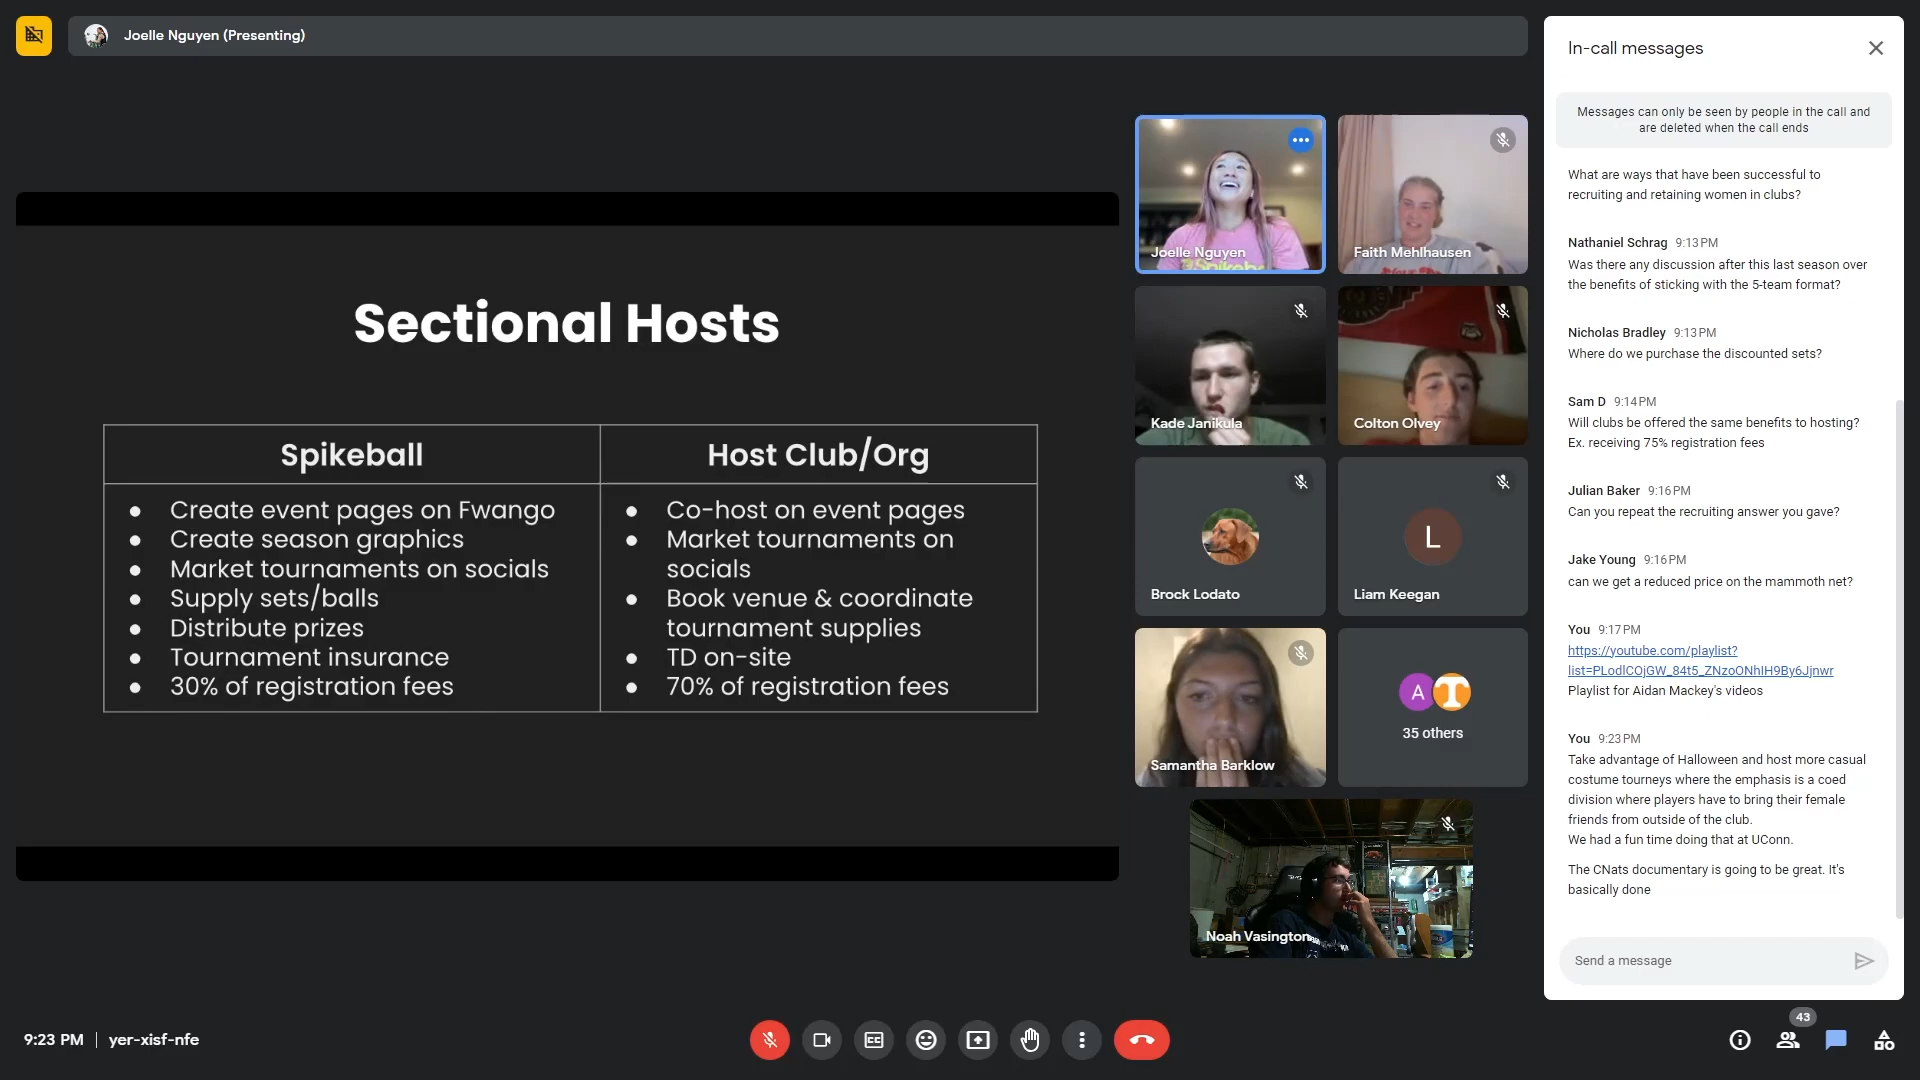 Joelle Nguyen (Presenting)
Sectional Hosts
Spikeball
Create event pages on Fwango
Create season graphics
Market tournaments on socials
Supply sets/balls
Distribute prizes
Tournament insurance
30% of registration fees
Host Club/Org
Co-host on event pages
Market tournaments on
socials
Book venue & coordinate
tournament supplies
TD on-site
70% of registration fees
Joelle Nguyen
Faith Mehlhausen
Kade Janikula
Colton Olvey
Brock Lodato
L
Liam Keegan
Samantha Barklow
A T
35 others
Noah Vasington
In-call messages
Messages can only be seen by people in the call and
are deleted when the call ends
What are ways that have been successful to
recruiting and retaining women in clubs?
Nathaniel Schrag 9:13 PM
Was there any discussion after this last season over
the benefits of sticking with the 5-team format?
Nicholas Bradley 9:13 PM
Where do we purchase the discounted sets?
Sam D 9:14 PM
Will clubs be offered the same benefits to hosting?
Ex. receiving 75% registration fees
Julian Baker 9:16 PM
Can you repeat the recruiting answer you gave?
Jake Young 9:16 PM
can we get a reduced price on the mammoth net?
You 9:17 PM
https://youtube.com/playlist?
list=PLodlCOjGW_84t5_ZNzoONhIH9By6Jjnwr
Playlist for Aidan Mackey's videos
You 9:23 PM
Take advantage of Halloween and host more casual
costume tourneys where the emphasis is a coed
division where players have to bring their female
friends from outside of the club.
We had a fun time doing that at UConn.
The CNats documentary is going to be great. It's
basically done
Send a message
9:23 PM | yer-xisf-nfe
43